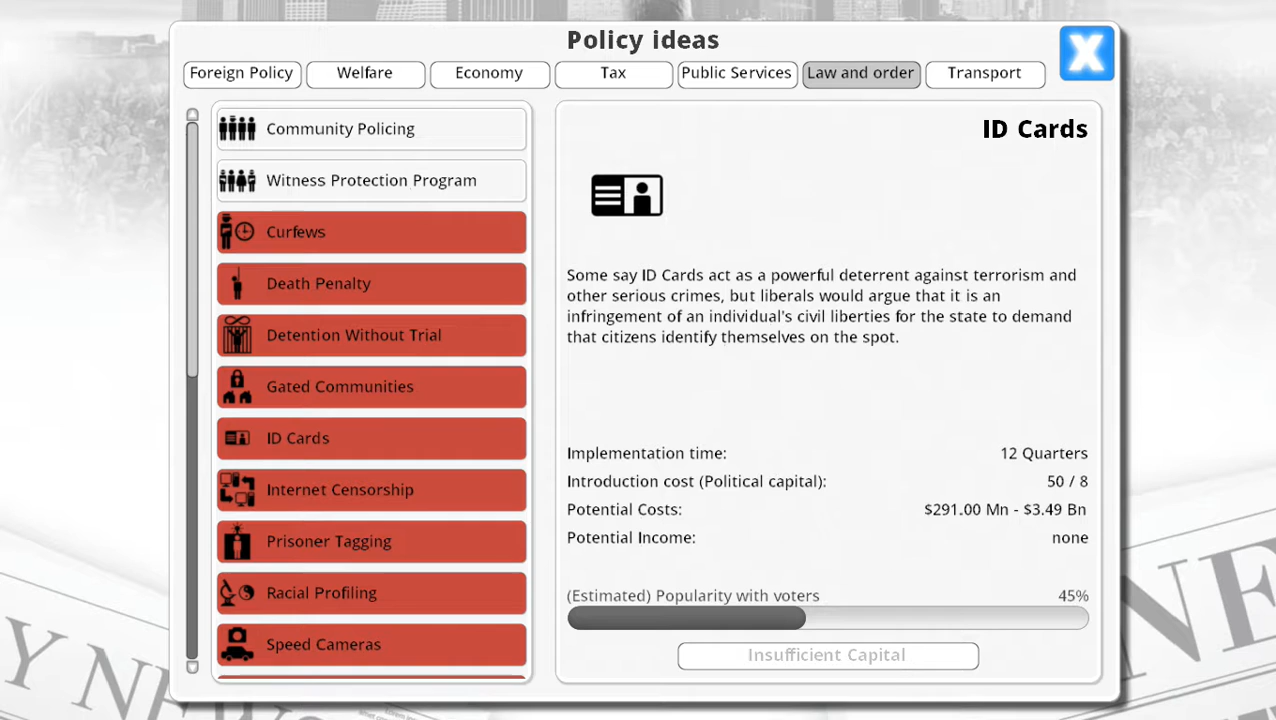 Policy ideas
X
Foreign Policy
Welfare
Economy
Tax
Public Services
Law and order
Transport
Community Policing
Witness Protection Program
Curfews
Death Penalty
Detention Without Trial
Gated Communities
ID Cards
Internet Censorship
Prisoner Tagging
Racial Profiling
Speed Cameras
ID Cards
Some say ID Cards act as a powerful deterrent against terrorism and
other serious crimes, but liberals would argue that it is an
infringement of an individual's civil liberties for the state to demand
that citizens identify themselves on the spot.
Implementation time: 12 Quarters
Introduction cost (Political capital): 50 / 8
Potential Costs: $291.00 Mn - $3.49 Bn
Potential Income: none
(Estimated) Popularity with voters 45%
Insufficient Capital